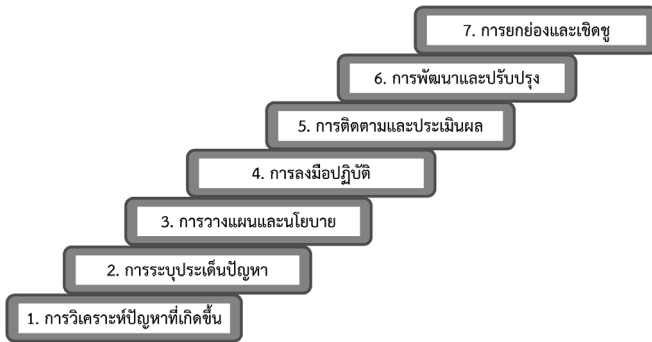 7. การยกย่องและเชิดชู
6. การพัฒนาและปรับปรุง
5. การติดตามและประเมินผล
4. การลงมือปฏิบัติ
3. การวางแผนและนโยบาย
2. การระบุประเด็นปัญหา
1. การวิเคราะห์ปัญหาที่เกิดขึ้น